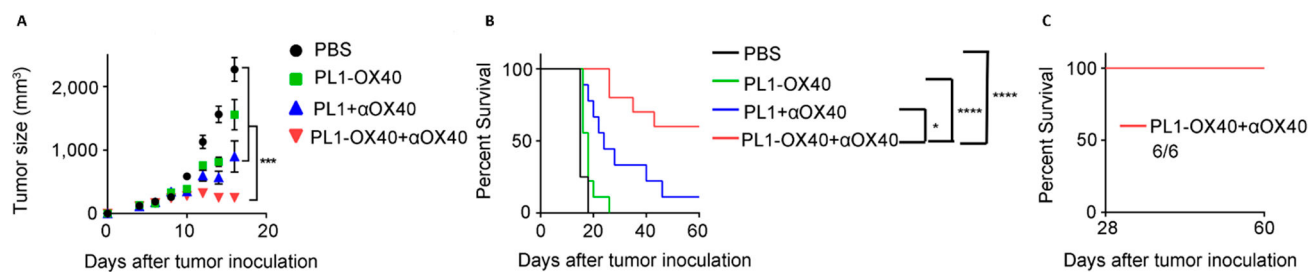 A
Tumor size (mm³)
2,000
1,000
0
0
10
20
Days after tumor inoculation
PBS
PL1-OX40
PL1+αOX40
PL1-OX40+αOX40
***
B
Percent Survival
100
50
0
0
20
40
60
Days after tumor inoculation
PBS
PL1-OX40
PL1+αOX40
PL1-OX40+αOX40
*
****
****
C
Percent Survival
100
50
0
28
60
Days after tumor inoculation
PL1-OX40+αOX40
6/6